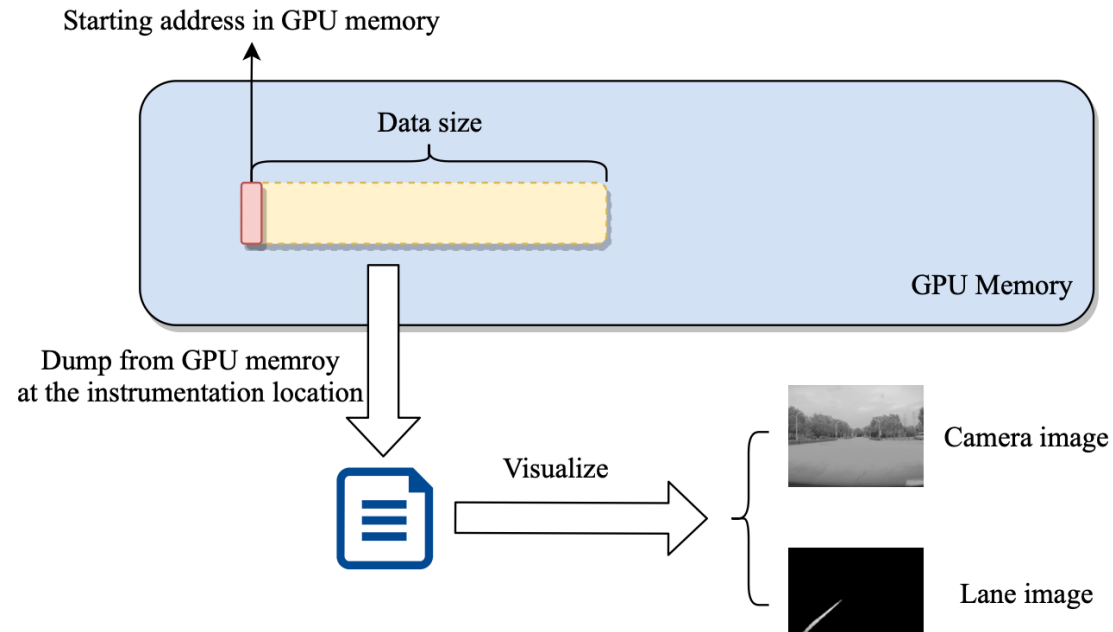 Starting address in GPU memory
Data size
GPU Memory
Dump from GPU memroy
at the instrumentation location
Visualize
Camera image
Lane image